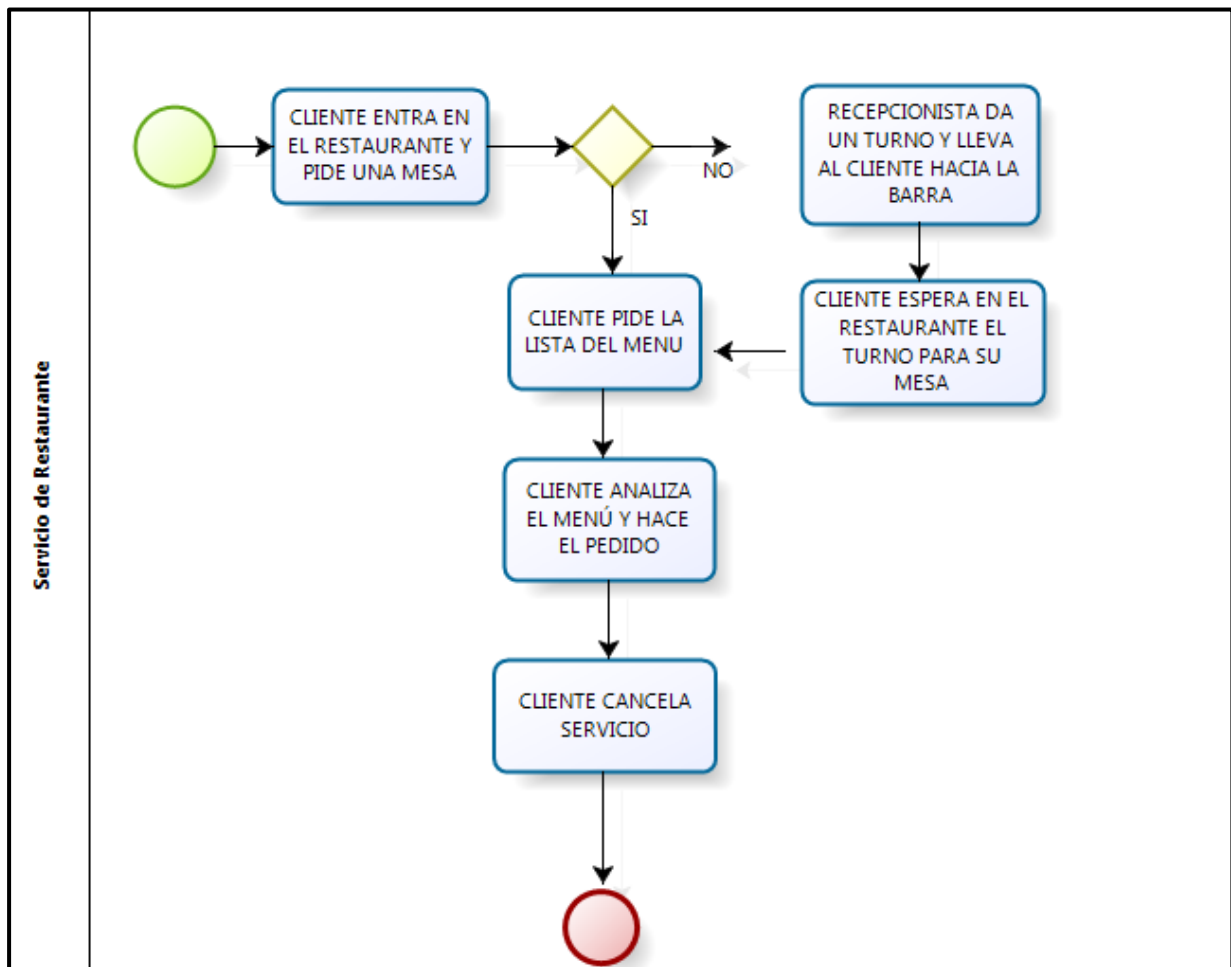 Servicio de Restaurante
CLIENTE ENTRA EN
EL RESTAURANTE Y
PIDE UNA MESA
NO
SI
RECEPCIONISTA DA
UN TURNO Y LLEVA
AL CLIENTE HACIA LA
BARRA
CLIENTE ESPERA EN EL
RESTAURANTE EL
TURNO PARA SU
MESA
CLIENTE PIDE LA
LISTA DEL MENU
CLIENTE ANALIZA
EL MENÚ Y HACE
EL PEDIDO
CLIENTE CANCELA
SERVICIO